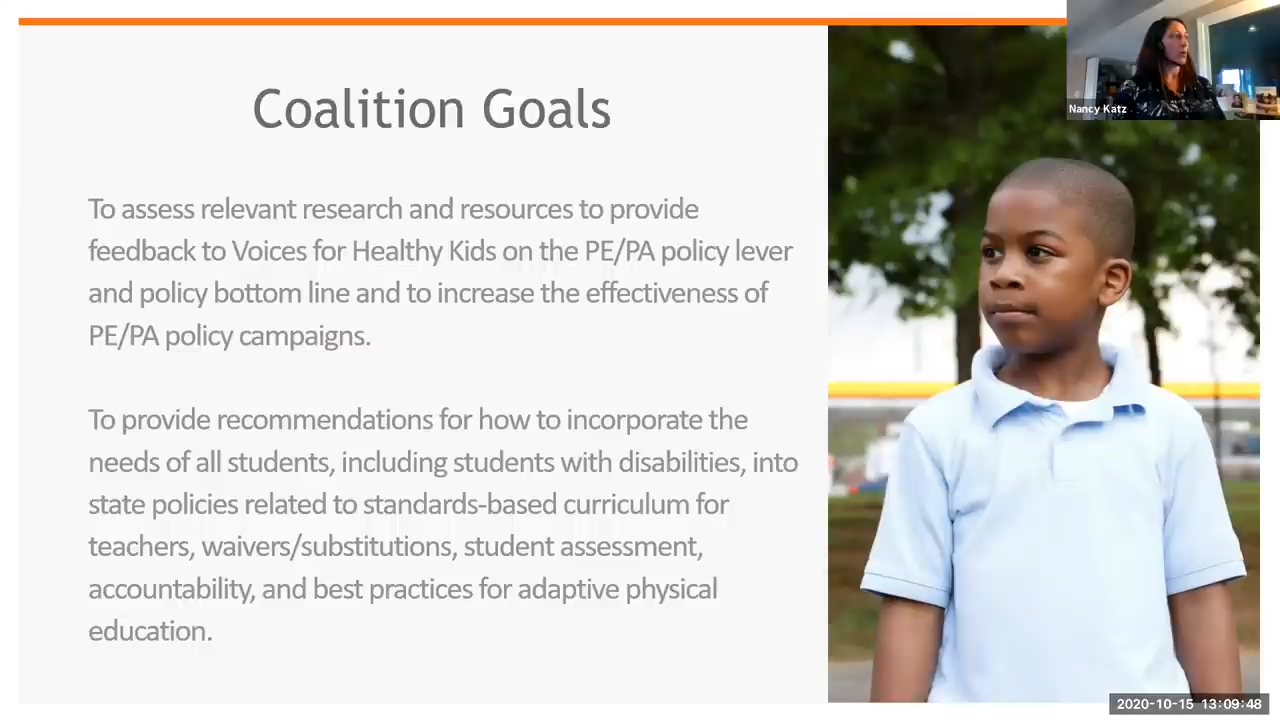 Coalition Goals
To assess relevant research and resources to provide
feedback to Voices for Healthy Kids on the PE/PA policy lever
and policy bottom line and to increase the effectiveness of
PE/PA policy campaigns.
To provide recommendations for how to incorporate the
needs of all students, including students with disabilities, into
state policies related to standards-based curriculum for
teachers, waivers/substitutions, student assessment,
accountability, and best practices for adaptive physical
education.
Nancy Katz
2020-10-15 13:09:48